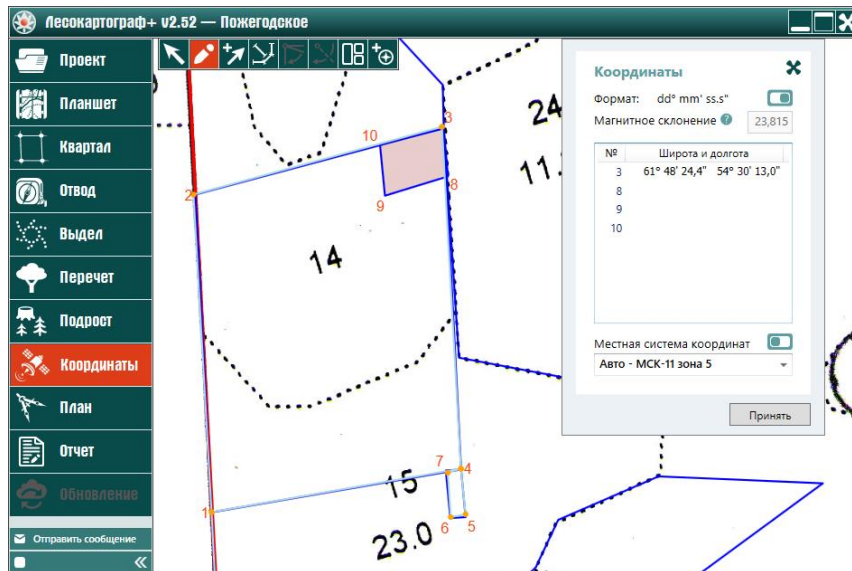 Лесокартограф+ v2.52 — Пожегодское
Проект
Планшет
Квартал
Отвод
Выдел
Перечет
Подрост
Координаты
План
Отчет
Обновление
Отправить сообщение
3
10
2
8
9
14
24
11.
7
4
1
15
6
5
23.0
Координаты
Формат: dd° mm' ss.s"
Магнитное склонение 23,815
№ Широта и долгота
3 61° 48' 24,4" 54° 30' 13,0"
8
9
10
Местная система координат
Авто - МСК-11 зона 5
Принять